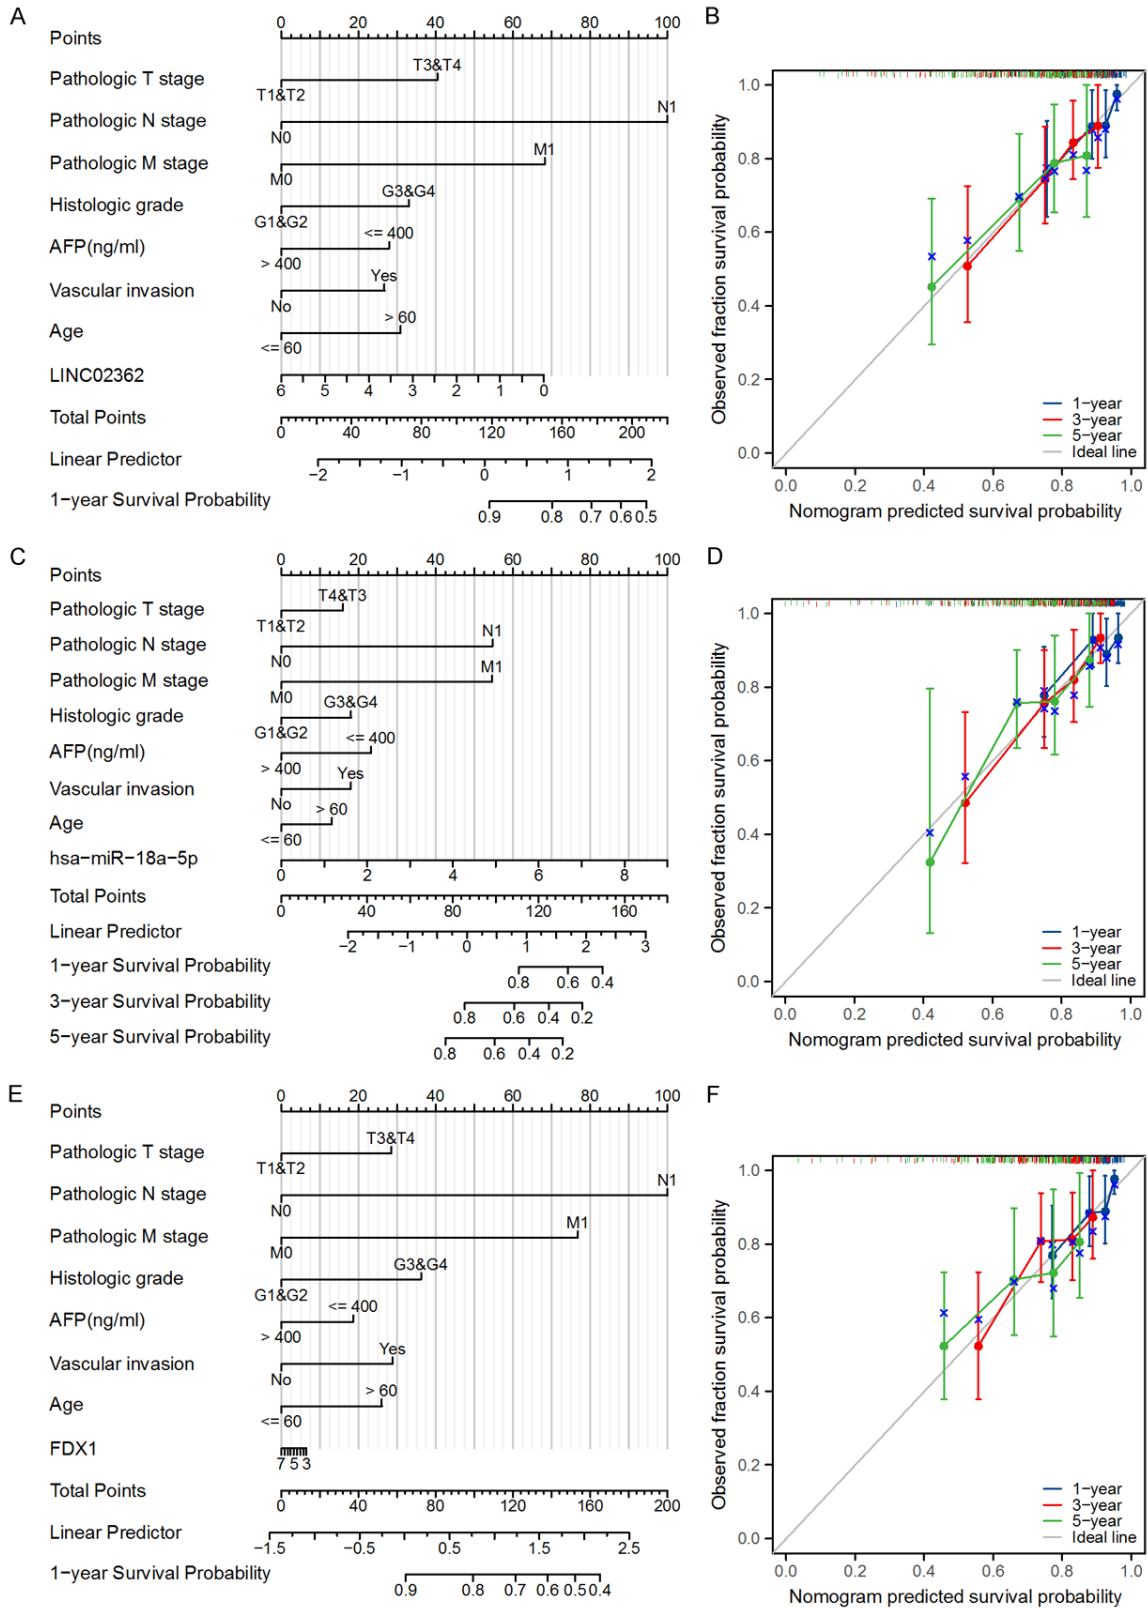 A
0 20 40 60 80 100
Points
T3&T4
Pathologic T stage
T1&T2
N1
Pathologic N stage
N0
M1
Pathologic M stage
M0
G3&G4
Histologic grade
G1&G2
<= 400
AFP(ng/ml)
> 400
Yes
Vascular invasion
No
> 60
Age
<= 60
LINC02362
6 5 4 3 2 1 0
Total Points
0 40 80 120 160 200
Linear Predictor
−2 −1 0 1 2
1−year Survival Probability
0.9 0.8 0.7 0.6 0.5
B
Observed fraction survival probability
1.0
0.8
0.6
0.4
0.2
0.0
1−year
3−year
5−year
Ideal line
0.0 0.2 0.4 0.6 0.8 1.0
Nomogram predicted survival probability
C
0 20 40 60 80 100
Points
T4&T3
Pathologic T stage
T1&T2
N1
Pathologic N stage
N0
M1
Pathologic M stage
M0
G3&G4
Histologic grade
G1&G2
<= 400
AFP(ng/ml)
> 400
Yes
Vascular invasion
No
> 60
Age
<= 60
hsa−miR−18a−5p
0 2 4 6 8
Total Points
0 40 80 120 160
Linear Predictor
−2 −1 0 1 2 3
1−year Survival Probability
0.8 0.6 0.4
3−year Survival Probability
0.8 0.6 0.4 0.2
5−year Survival Probability
0.8 0.6 0.4 0.2
D
Observed fraction survival probability
1.0
0.8
0.6
0.4
0.2
0.0
1−year
3−year
5−year
Ideal line
0.0 0.2 0.4 0.6 0.8 1.0
Nomogram predicted survival probability
E
0 20 40 60 80 100
Points
T3&T4
Pathologic T stage
T1&T2
N1
Pathologic N stage
N0
M1
Pathologic M stage
M0
G3&G4
Histologic grade
G1&G2
<= 400
AFP(ng/ml)
> 400
Yes
Vascular invasion
No
> 60
Age
<= 60
FDX1
7 5 3
Total Points
0 40 80 120 160 200
Linear Predictor
−1.5 −0.5 0.5 1.5 2.5
1−year Survival Probability
0.9 0.8 0.7 0.6 0.5 0.4
F
Observed fraction survival probability
1.0
0.8
0.6
0.4
0.2
0.0
1−year
3−year
5−year
Ideal line
0.0 0.2 0.4 0.6 0.8 1.0
Nomogram predicted survival probability